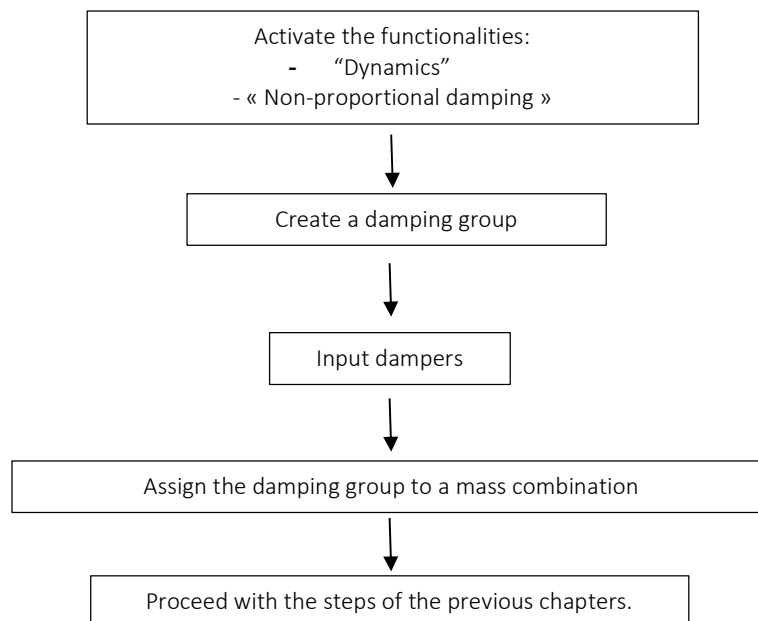 Activate the functionalities:
- “Dynamics”
- « Non-proportional damping »
Create a damping group
Input dampers
Assign the damping group to a mass combination
Proceed with the steps of the previous chapters.